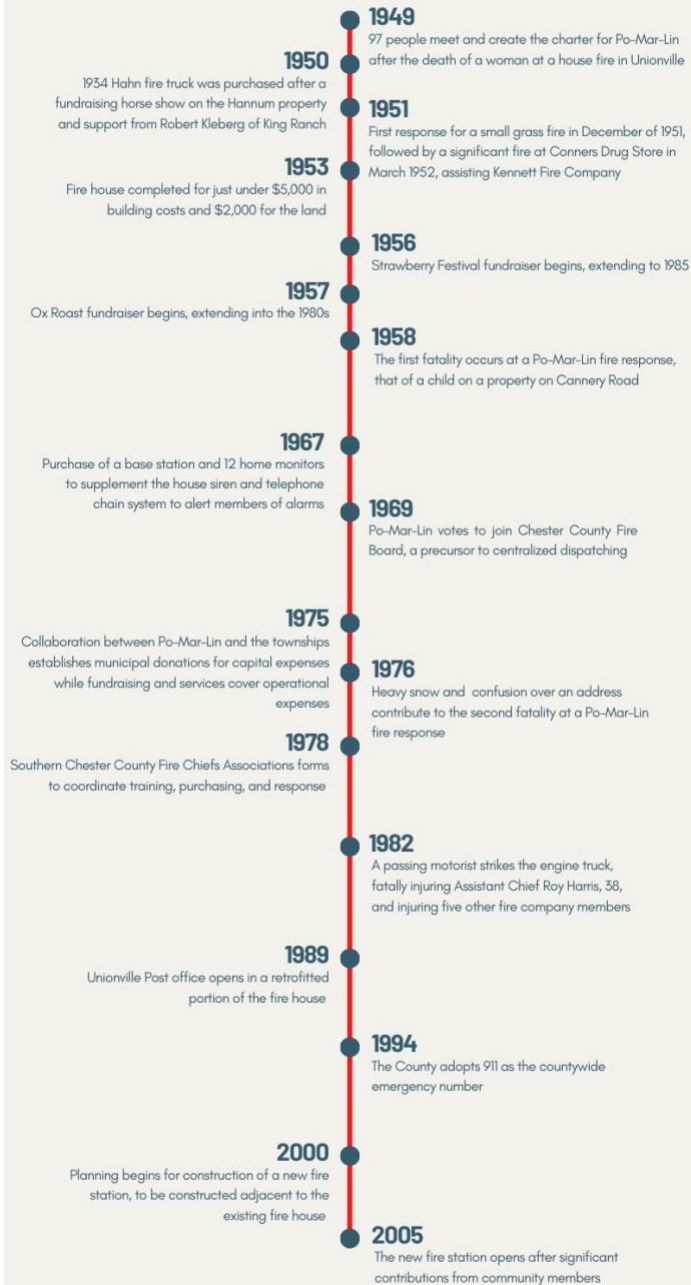 1949
97 people meet and create the charter for Po-Mar-Lin
after the death of a woman at a house fire in Unionville
1950
1934 Hahn fire truck was purchased after a
fundraising horse show on the Hannum property
and support from Robert Kleberg of King Ranch
1951
First response for a small grass fire in December of 1951,
followed by a significant fire at Conners Drug Store in
March 1952, assisting Kennett Fire Company
1953
Fire house completed for just under $5,000 in
building costs and $2,000 for the land
1956
Strawberry Festival fundraiser begins, extending to 1985
1957
Ox Roast fundraiser begins, extending into the 1980s
1958
The first fatality occurs at a Po-Mar-Lin fire response,
that of a child on a property on Cannery Road
1967
Purchase of a base station and 12 home monitors
to supplement the house siren and telephone
chain system to alert members of alarms
1969
Po-Mar-Lin votes to join Chester County Fire
Board, a precursor to centralized dispatching
1975
Collaboration between Po-Mar-Lin and the townships
establishes municipal donations for capital expenses
while fundraising and services cover operational
expenses
1976
Heavy snow and confusion over an address
contribute to the second fatality at a Po-Mar-Lin
fire response
1978
Southern Chester County Fire Chiefs Associations forms
to coordinate training, purchasing, and response
1982
A passing motorist strikes the engine truck,
fatally injuring Assistant Chief Roy Harris, 38,
and injuring five other fire company members
1989
Unionville Post office opens in a retrofitted
portion of the fire house
1994
The County adopts 911 as the countywide
emergency number
2000
Planning begins for construction of a new fire
station, to be constructed adjacent to the
existing fire house
2005
The new fire station opens after significant
contributions from community members